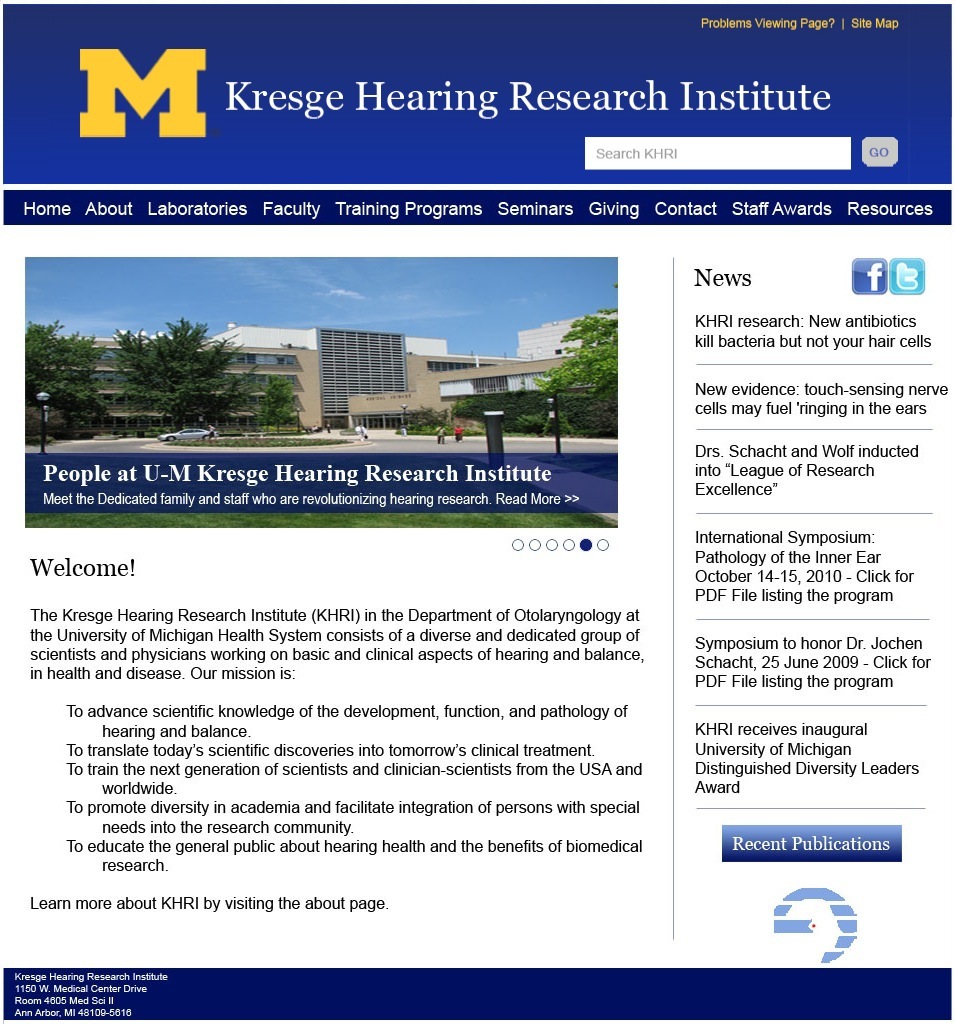 Problems Viewing Page? | Site Map
M
Kresge Hearing Research Institute
Search KHRI
GO
Home About Laboratories Faculty Training Programs Seminars Giving Contact Staff Awards Resources
People at U-M Kresge Hearing Research Institute
Meet the Dedicated family and staff who are revolutionizing hearing research. Read More >>
Welcome!
The Kresge Hearing Research Institute (KHRI) in the Department of Otolaryngology at
the University of Michigan Health System consists of a diverse and dedicated group of
scientists and physicians working on basic and clinical aspects of hearing and balance,
in health and disease. Our mission is:
To advance scientific knowledge of the development, function, and pathology of
hearing and balance.
To translate today’s scientific discoveries into tomorrow’s clinical treatment.
To train the next generation of scientists and clinician-scientists from the USA and
worldwide.
To promote diversity in academia and facilitate integration of persons with special
needs into the research community.
To educate the general public about hearing health and the benefits of biomedical
research.
Learn more about KHRI by visiting the about page.
News
f t
KHRI research: New antibiotics
kill bacteria but not your hair cells
New evidence: touch-sensing nerve
cells may fuel 'ringing in the ears
Drs. Schacht and Wolf inducted
into “League of Research
Excellence”
International Symposium:
Pathology of the Inner Ear
October 14-15, 2010 - Click for
PDF File listing the program
Symposium to honor Dr. Jochen
Schacht, 25 June 2009 - Click for
PDF File listing the program
KHRI receives inaugural
University of Michigan
Distinguished Diversity Leaders
Award
Recent Publications
Kresge Hearing Research Institute
1150 W. Medical Center Drive
Room 4605 Med Sci II
Ann Arbor, MI 48109-5616